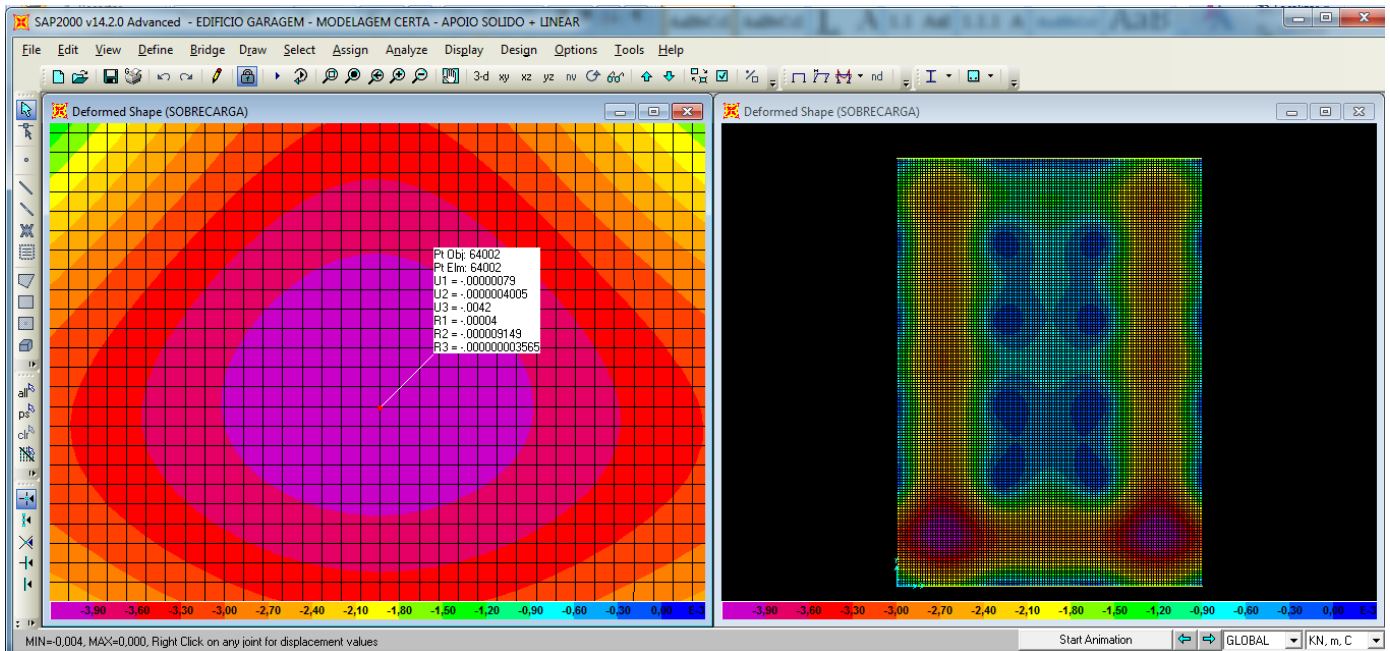 SAP2000 v14.2.0 Advanced - EDIFICIO GARAGEM - MODELAGEM CERTA - APOIO SOLIDO + LINEAR
File Edit View Define Bridge Draw Select Assign Analyze Display Design Options Tools Help
3-d xy xz yz nv nd
Deformed Shape (SOBRECARGA)
Deformed Shape (SOBRECARGA)
all
ps
clr
Pt Obj: 64002
Pt Elm: 64002
U1 = -.00000079
U2 = -.0000004005
U3 = -.0042
R1 = -.00004
R2 = -.000009149
R3 = -.000000003565
-3,90 -3,60 -3,30 -3,00 -2,70 -2,40 -2,10 -1,80 -1,50 -1,20 -0,90 -0,60 -0,30 0,00 E-3
-3,90 -3,60 -3,30 -3,00 -2,70 -2,40 -2,10 -1,80 -1,50 -1,20 -0,90 -0,60 -0,30 0,00 E-3
MIN=-0,004, MAX=0,000, Right Click on any joint for displacement values
Start Animation
GLOBAL
KN, m, C